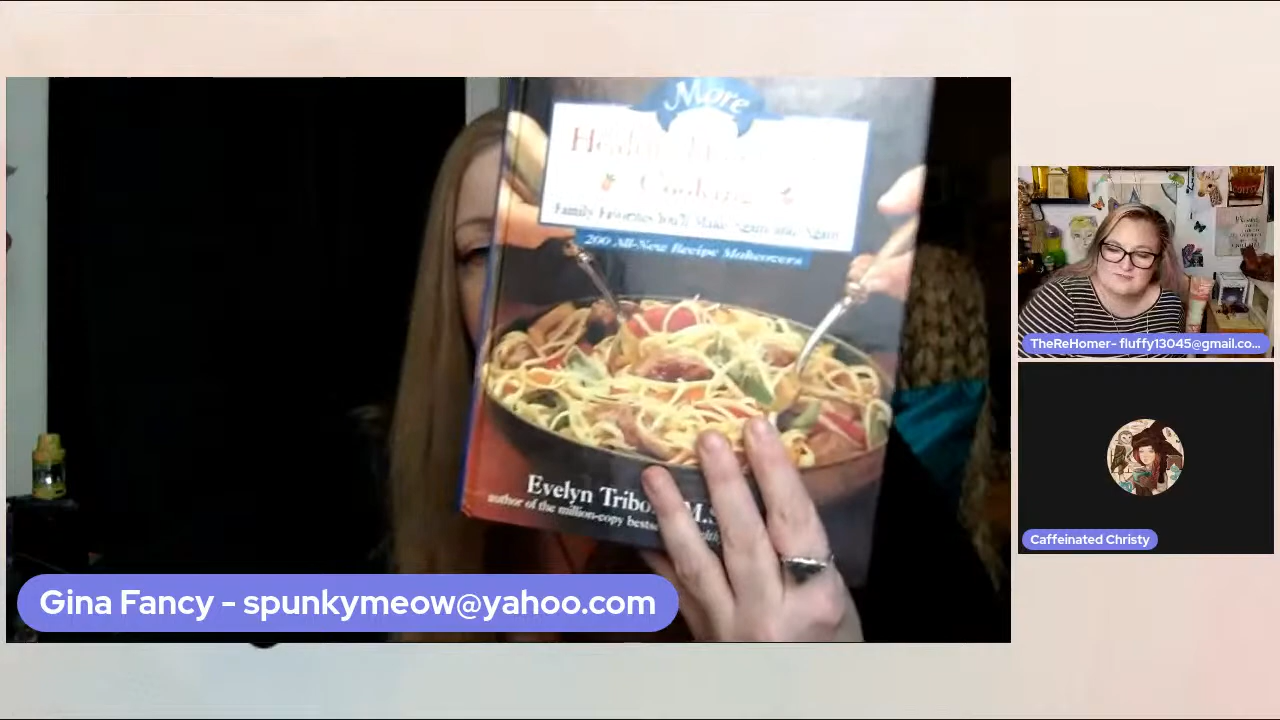 More
Cooking
Family Favorites You'll Make Again and Again
200 All-New Recipe Makeovers
Evelyn Tribo
author of the million-copy
Gina Fancy - spunkymeow@yahoo.com
TheReHomer- fluffy13045@gmail.co...
Caffeinated Christy